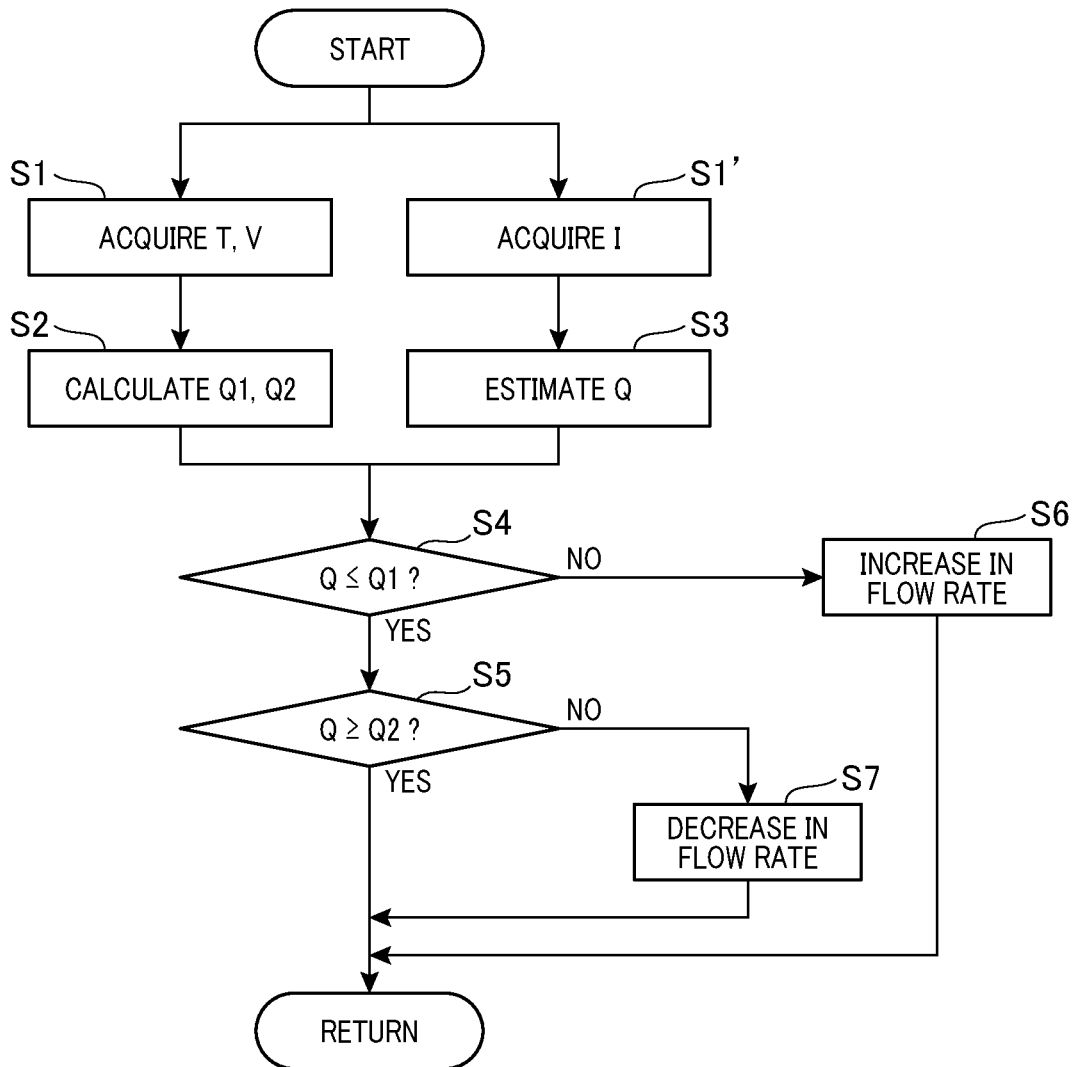 START
S1
S1’
ACQUIRE T, V
ACQUIRE I
S2
S3
CALCULATE Q1, Q2
ESTIMATE Q
S4
S6
Q ≤ Q1 ?
NO
INCREASE IN
FLOW RATE
YES
S5
Q ≥ Q2 ?
NO
YES
S7
DECREASE IN
FLOW RATE
RETURN